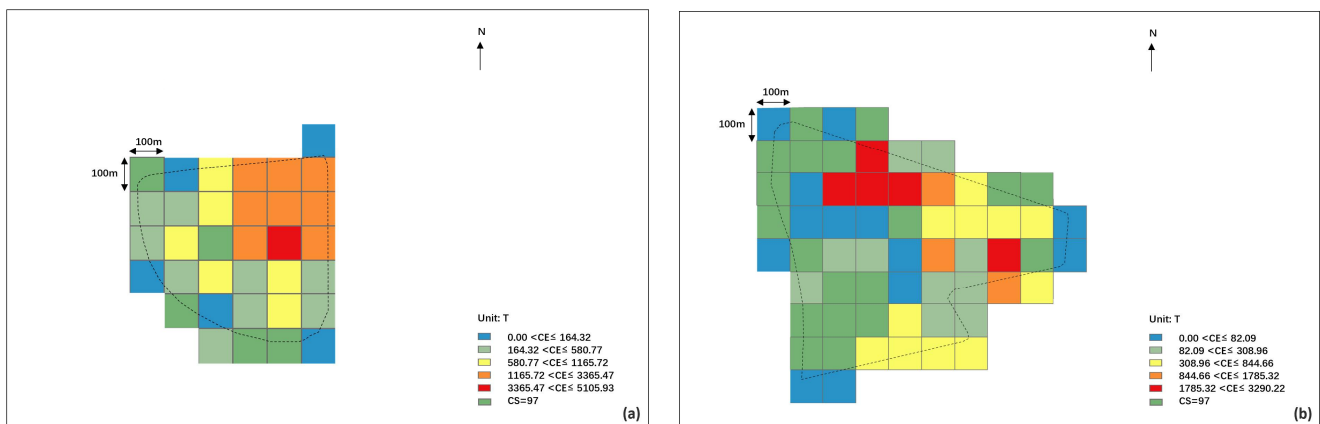 N
100m
100m
Unit: T
0.00 <CE≤ 164.32
164.32 <CE≤ 580.77
580.77 <CE≤ 1165.72
1165.72 <CE≤ 3365.47
3365.47 <CE≤ 5105.93
CS=97
(a)
N
100m
100m
Unit: T
0.00 <CE≤ 82.09
82.09 <CE≤ 308.96
308.96 <CE≤ 844.66
844.66 <CE≤ 1785.32
1785.32 <CE≤ 3290.22
CS=97
(b)